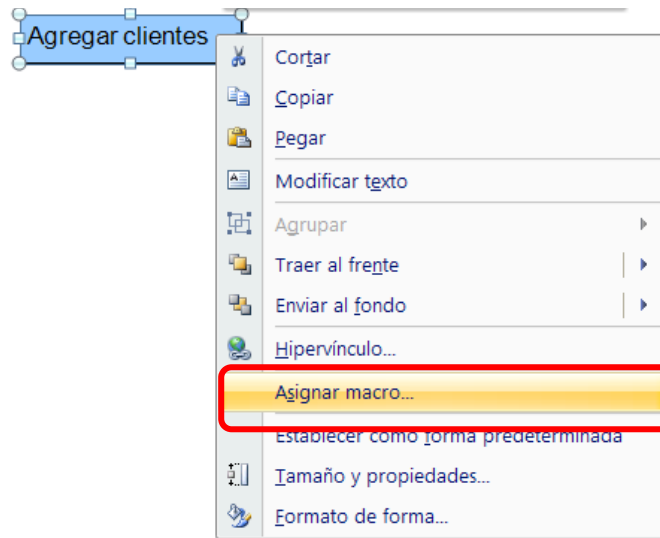 Agregar clientes
Cortar
Copiar
Pegar
Modificar texto
Agrupar
Traer al frente
Enviar al fondo
Hipervínculo...
Asignar macro...
Establecer como forma predeterminada
Tamaño y propiedades...
Formato de forma...